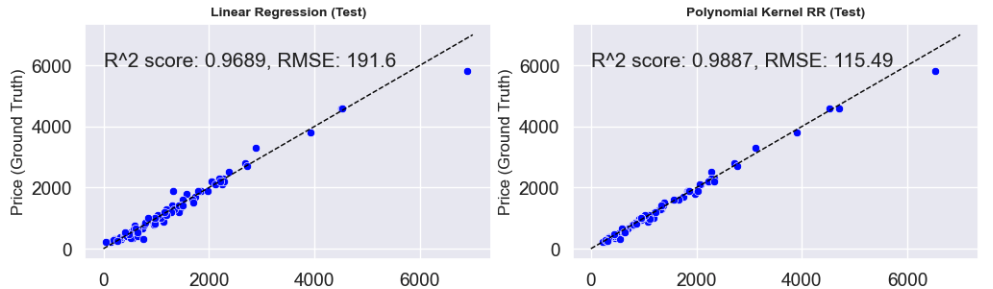 Linear Regression (Test)
R^2 score: 0.9689, RMSE: 191.6
Price (Ground Truth)
6000
4000
2000
0
0
2000
4000
6000
Polynomial Kernel RR (Test)
R^2 score: 0.9887, RMSE: 115.49
Price (Ground Truth)
6000
4000
2000
0
0
2000
4000
6000